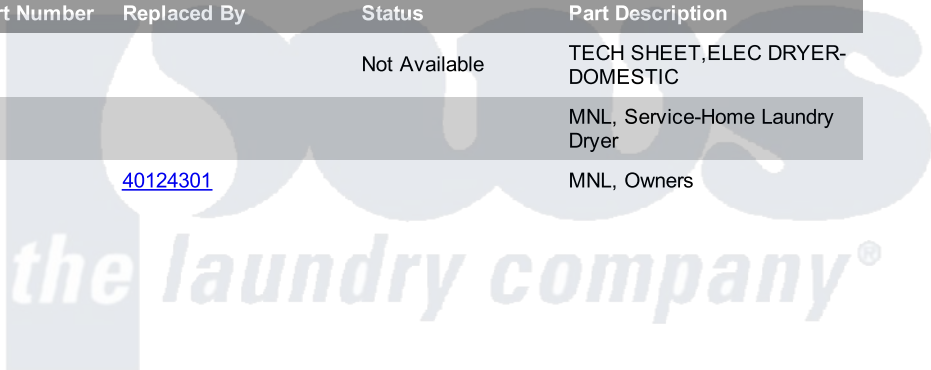 rt Number Replaced By Status Part Description
Not Available TECH SHEET,ELEC DRYER-
DOMESTIC
MNL, Service-Home Laundry
Dryer
40124301 MNL, Owners
the laundry company®